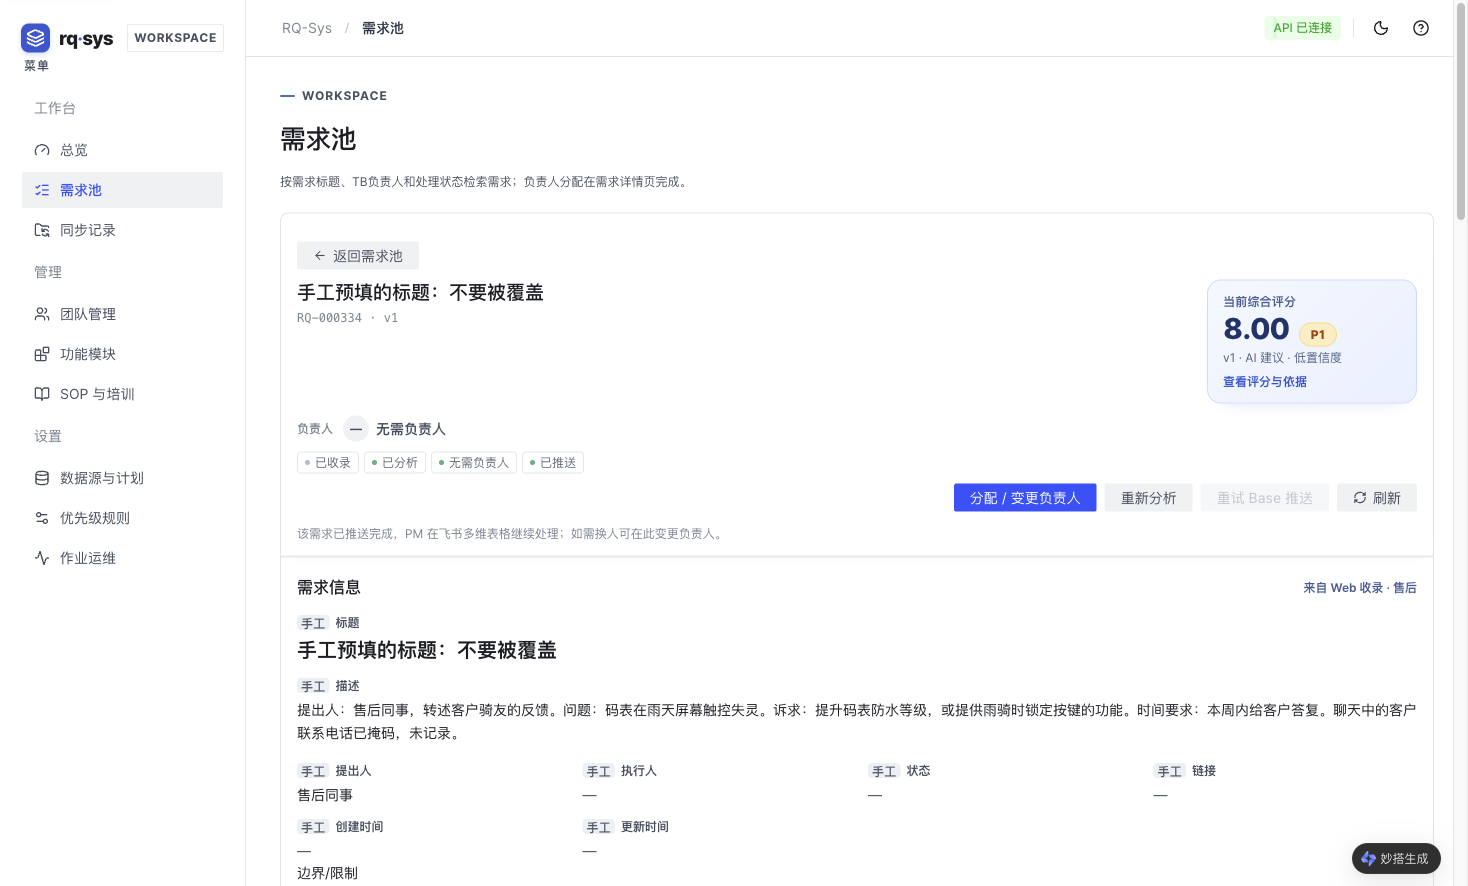 rq·sys WORKSPACE
菜单
工作台
总览
需求池
同步记录
管理
团队管理
功能模块
SOP 与培训
设置
数据源与计划
优先级规则
作业运维
RQ-Sys / 需求池
API 已连接
WORKSPACE
需求池
按需求标题、TB负责人和处理状态检索需求；负责人分配在需求详情页完成。
← 返回需求池
手工预填的标题：不要被覆盖
RQ-000334 · v1
当前综合评分
8.00 P1
v1 · AI 建议 · 低置信度
查看评分与依据
负责人 — 无需负责人
已收录 已分析 无需负责人 已推送
分配 / 变更负责人 重新分析 重试 Base 推送 刷新
该需求已推送完成，PM 在飞书多维表格继续处理；如需换人可在此变更负责人。
需求信息 来自 Web 收录 · 售后
手工 标题
手工预填的标题：不要被覆盖
手工 描述
提出人：售后同事，转述客户骑友的反馈。问题：码表在雨天屏幕触控失灵。诉求：提升码表防水等级，或提供雨骑时锁定按键的功能。时间要求：本周内给客户答复。聊天中的客户
联系电话已掩码，未记录。
手工 提出人 手工 执行人 手工 状态 手工 链接
售后同事 — — —
手工 创建时间 手工 更新时间
— —
边界/限制
妙搭生成